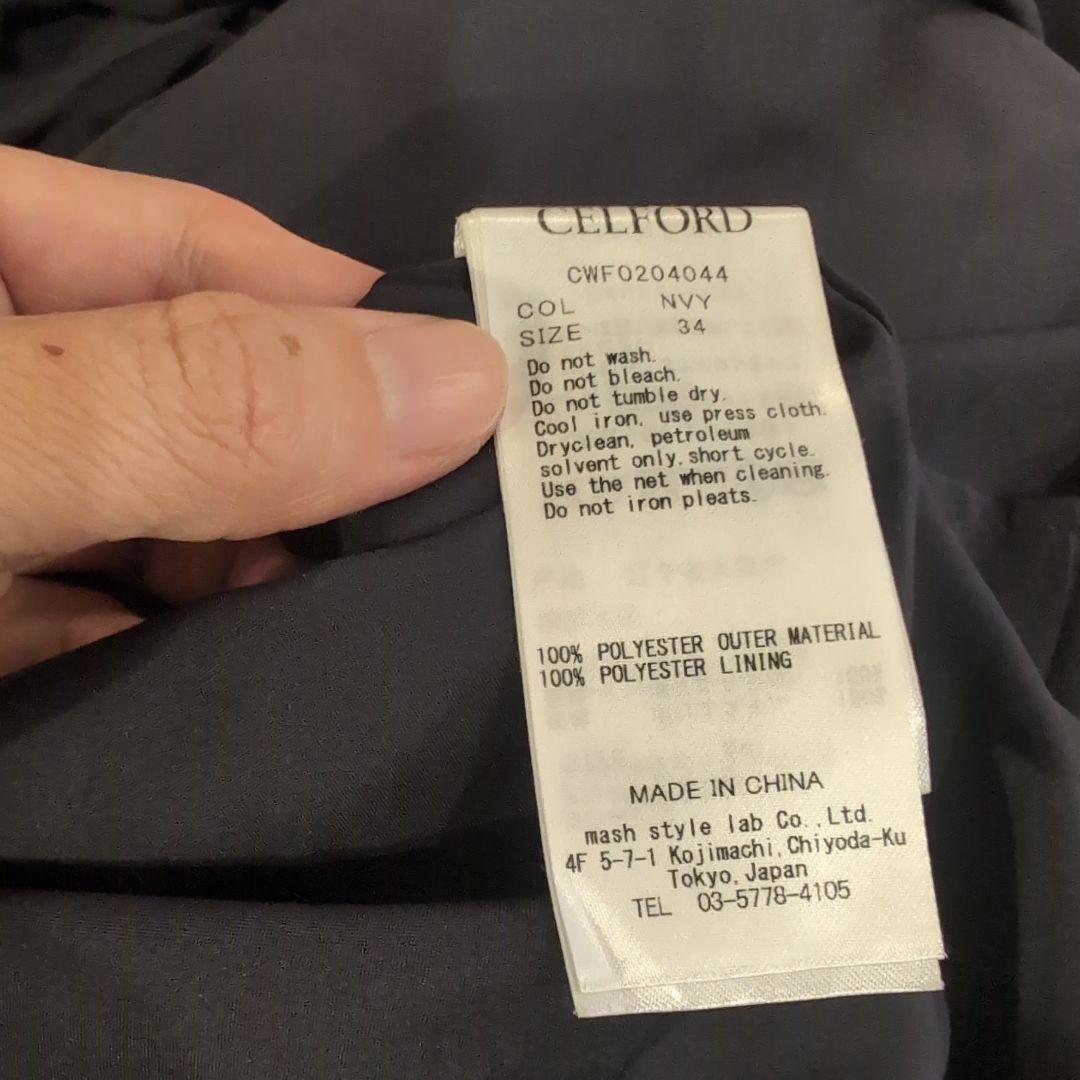 CELFORD
CWF0204044
COL NVY
SIZE 34
Do not wash.
Do not bleach.
Do not tumble dry.
Cool iron, use press cloth.
Dryclean, petroleum
solvent only,short cycle.
Use the net when cleaning.
Do not iron pleats.
100% POLYESTER OUTER MATERIAL
100% POLYESTER LINING
MADE IN CHINA
mash style lab Co.,Ltd.
4F 5-7-1 Kojimachi,Chiyoda-Ku
Tokyo,Japan
TEL 03-5778-4105